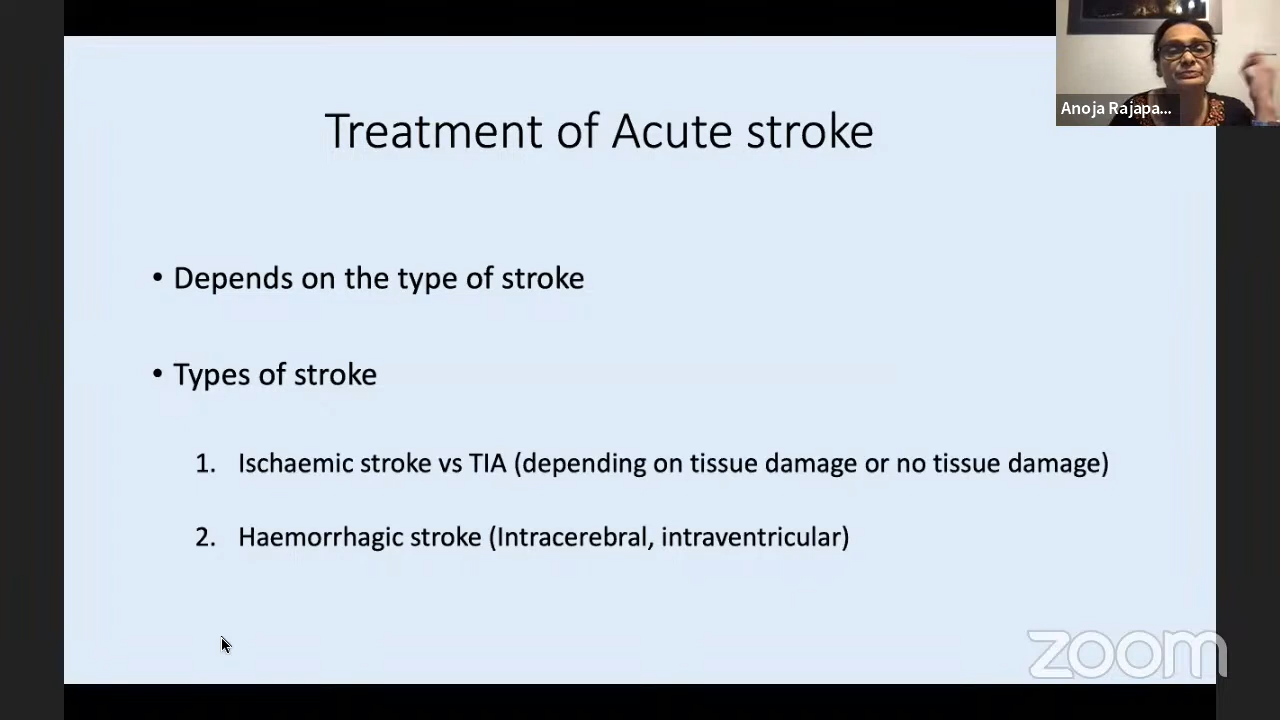 Treatment of Acute stroke
Anoja Rajapa...
• Depends on the type of stroke
• Types of stroke
1. Ischaemic stroke vs TIA (depending on tissue damage or no tissue damage)
2. Haemorrhagic stroke (Intracerebral, intraventricular)
zoom